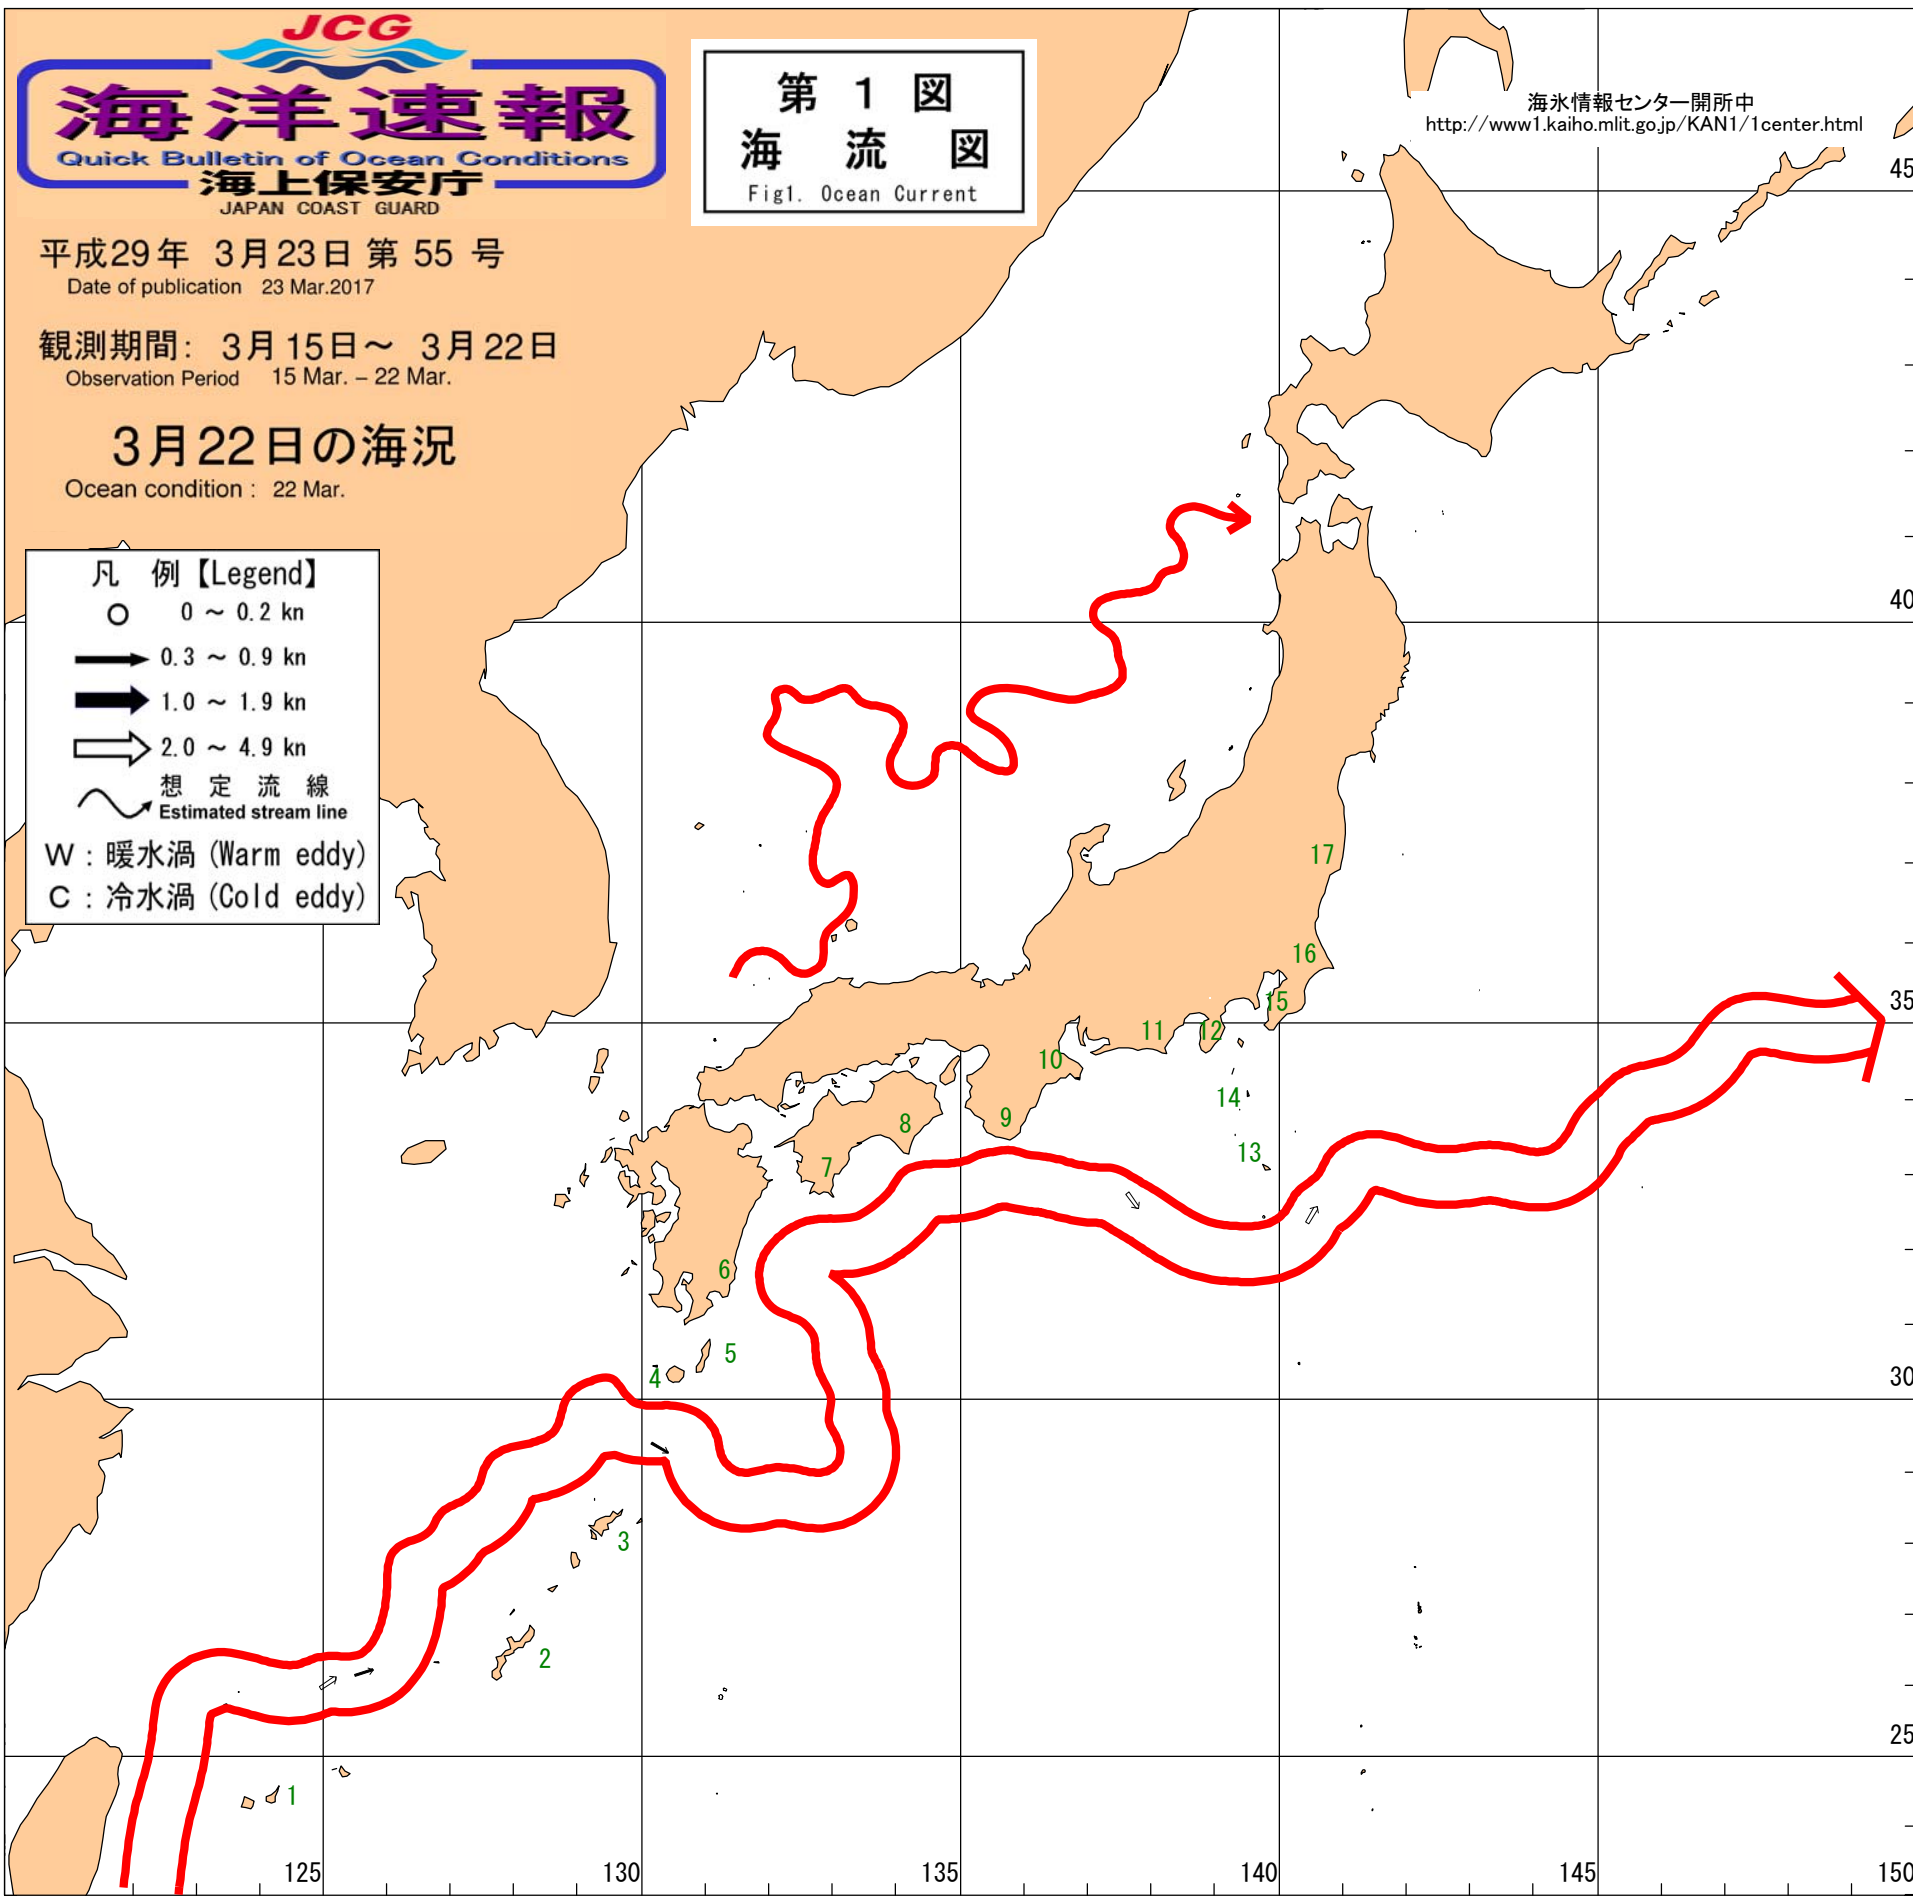 JCG
海洋速報
Quick Bulletin of Ocean Conditions
海上保安庁
JAPAN COAST GUARD
第 1 図
海 流 図
Fig1. Ocean Current
海氷情報センター開所中
http://www1.kaiho.mlit.go.jp/KAN1/1center.html
平成29年 3月23日 第 55 号
Date of publication 23 Mar.2017
観測期間: 3月15日～ 3月22日
Observation Period 15 Mar. – 22 Mar.
3月22日の海況
Ocean condition : 22 Mar.
凡 例【Legend】
0 ～ 0.2 kn
0.3 ～ 0.9 kn
1.0 ～ 1.9 kn
2.0 ～ 4.9 kn
想 定 流 線
Estimated stream line
W : 暖水渦 (Warm eddy)
C : 冷水渦 (Cold eddy)
45
40
17
16
15
35
12
11
10
14
9
8
13
7
6
5
4
30
3
2
25
1
125
130
135
140
145
150